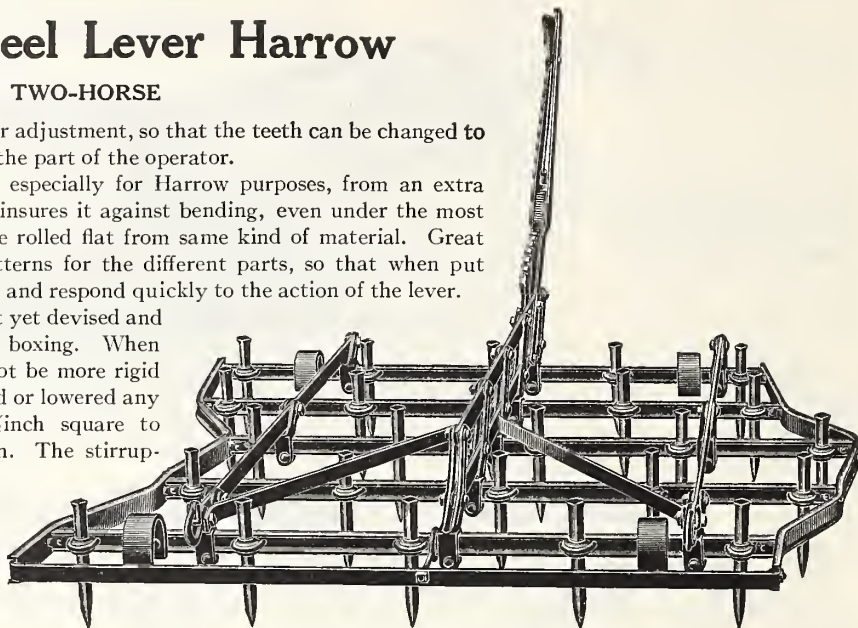 eel Lever Harrow
TWO-HORSE
r adjustment, so that the teeth can be changed to
the part of the operator.
especially for Harrow purposes, from an extra
insures it against bending, even under the most
e rolled flat from same kind of material. Great
tterns for the different parts, so that when put
and respond quickly to the action of the lever.
t yet devised and
boxing. When
ot be more rigid
d or lowered any
inch square to
n. The stirrup-